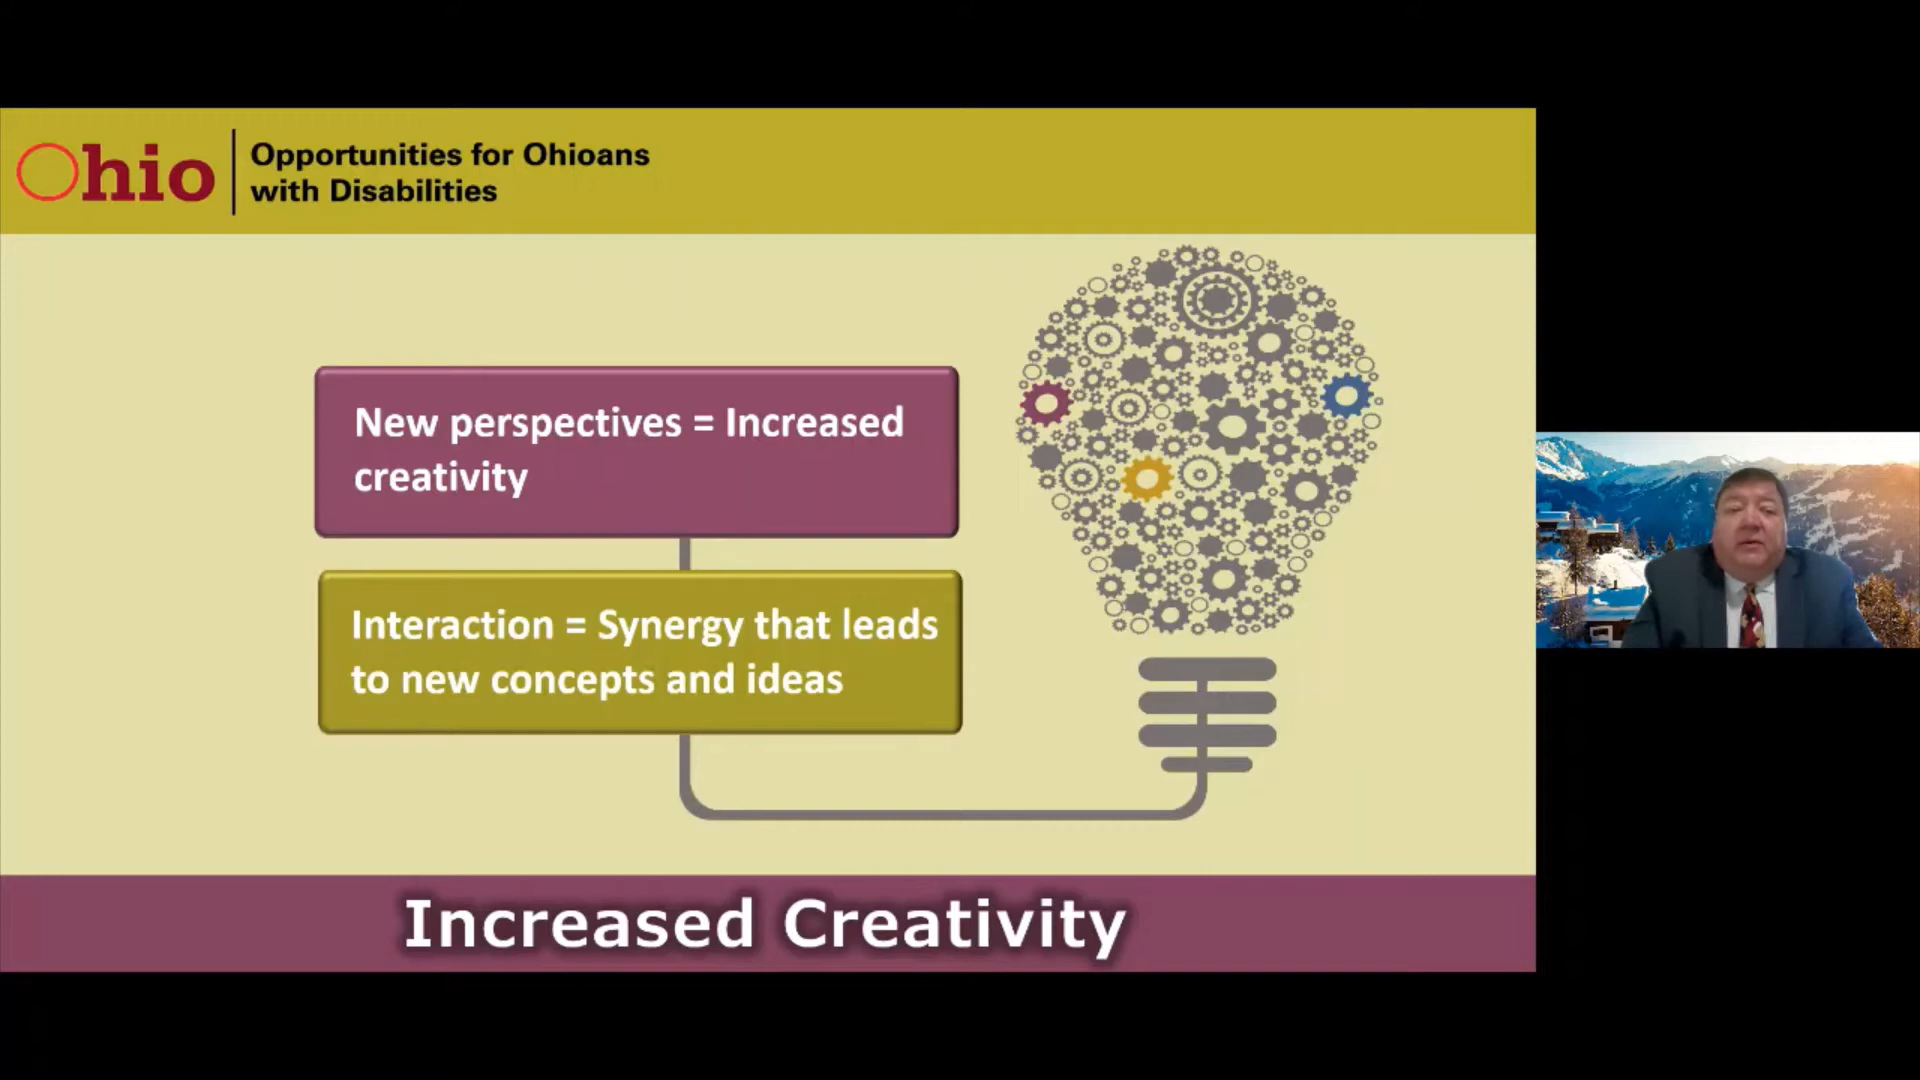 Ohio
Opportunities for Ohioans
with Disabilities
New perspectives = Increased
creativity
Interaction = Synergy that leads
to new concepts and ideas
Increased Creativity